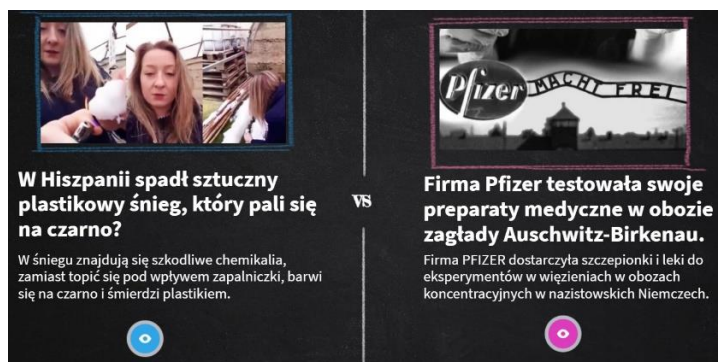 W Hiszpanii spadł sztuczny
plastikowy śnieg, który pali się
na czarno?
W śniegu znajdują się szkodliwe chemikalia,
zamiast topić się pod wpływem zapalniczki, barwi
się na czarno i śmierdzi plastikiem.
VS
Pfizer
MACHT FREI
Firma Pfizer testowała swoje
preparaty medyczne w obozie
zagłady Auschwitz-Birkenau.
Firma PFIZER dostarczyła szczepionki i leki do
eksperymentów w więzieniach w obozach
koncentracyjnych w nazistowskich Niemczech.